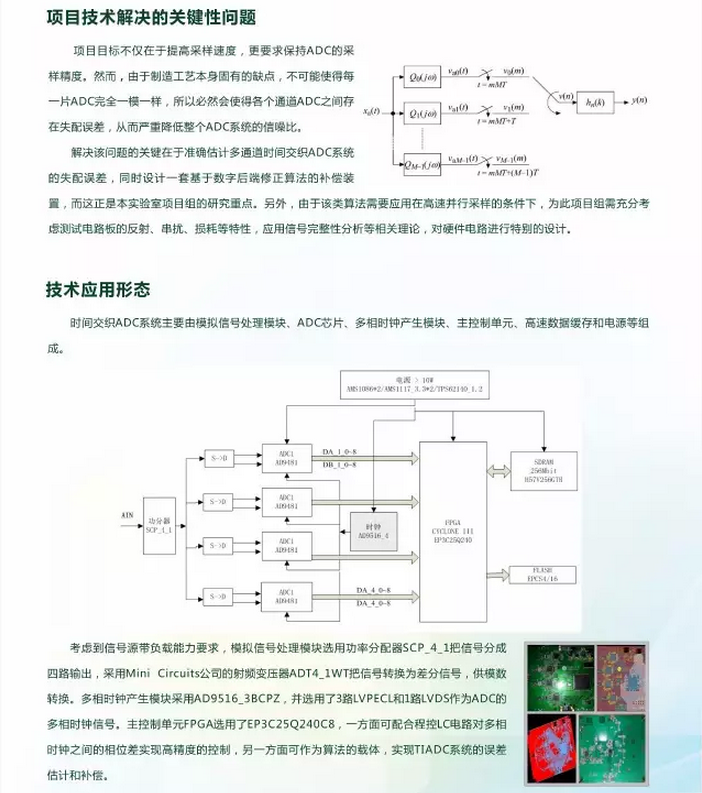 项目技术解决的关键性问题
项目目标不仅在于提高采样速度，更要求保持ADC的采
样精度。然而，由于制造工艺本身固有的缺点，不可能使得每
一片ADC完全一模一样，所以必然会使得各个通道ADC之间存
在失配误差，从而严重降低整个ADC系统的信噪比。
解决该问题的关键在于准确估计多通道时间交织ADC系统
的失配误差，同时设计一套基于数字后端修正算法的补偿装
置，而这正是本实验室项目组的研究重点。另外，由于该类算法需要应用在高速并行采样的条件下，为此项目组需充分考
虑测试电路板的反射、串扰、损耗等特性，应用信号完整性分析等相关理论，对硬件电路进行特别的设计。
Q₀(jω) vₐ₀(t) v₀(m)
t = mMT
xₐ(t) Q₁(jω) vₐ₁(t) v₁(m) v(n) hₙ(k) y(n)
t = mMT+T
Q_M−1(jω) v_aM−1(t) v_M−1(m)
t = mMT+(M−1)T
技术应用形态
时间交织ADC系统主要由模拟信号处理模块、ADC芯片、多相时钟产生模块、主控制单元、高速数据缓存和电源等组
成。
电源 > 10W
AMS1086*2/AMS1117_3.3*2/TPS62140_1.2
AIN
功分器
SCP_4_1
S->D
ADC1
AD9481
DA_1_0~8
DB_1_0~8
S->D
ADC1
AD9481
S->D
ADC1
AD9481
S->D
ADC1
AD9481
DA_4_0~8
DA_4_0~8
时钟
AD9516_4
FPGA
CYCLONE III
EP3C25Q240
SDRAM
256Mbit
H57V256GTR
FLASH
EPCS4/16
考虑到信号源带负载能力要求，模拟信号处理模块选用功率分配器SCP_4_1把信号分成
四路输出，采用Mini Circuits公司的射频变压器ADT4_1WT把信号转换为差分信号，供模数
转换。多相时钟产生模块采用AD9516_3BCPZ，并选用了3路LVPECL和1路LVDS作为ADC的
多相时钟信号。主控制单元FPGA选用了EP3C25Q240C8，一方面可配合程控LC电路对多相
时钟之间的相位差实现高精度的控制，另一方面可作为算法的载体，实现TIADC系统的误差
估计和补偿。